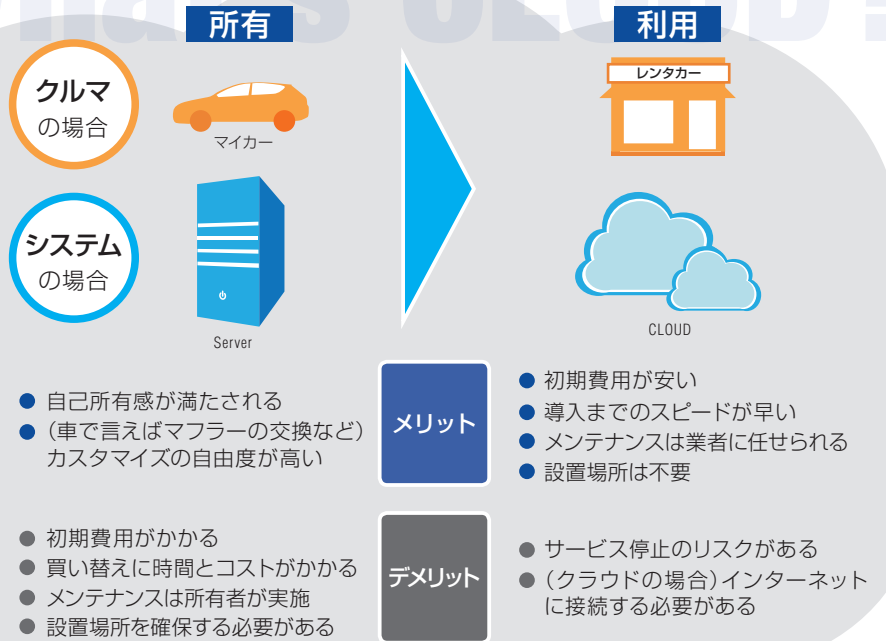 What's CLOUD
所有
利用
クルマ
の場合
マイカー
レンタカー
システム
の場合
Server
CLOUD
メリット
● 自己所有感が満たされる
● （車で言えばマフラーの交換など）
カスタマイズの自由度が高い
● 初期費用が安い
● 導入までのスピードが早い
● メンテナンスは業者に任せられる
● 設置場所は不要
デメリット
● 初期費用がかかる
● 買い替えに時間とコストがかかる
● メンテナンスは所有者が実施
● 設置場所を確保する必要がある
● サービス停止のリスクがある
● （クラウドの場合）インターネット
に接続する必要がある